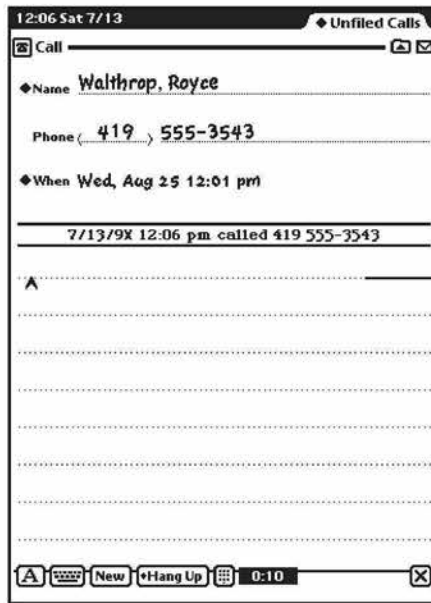 12:06 Sat 7/13 ◆Unfiled Calls
Call
◆Name Walthrop, Royce
Phone ( 419 ) 555-3543
◆When Wed, Aug 25 12:01 pm
7/13/9X 12:06 pm called 419 555-3543
A New ◆Hang Up 0:10 X